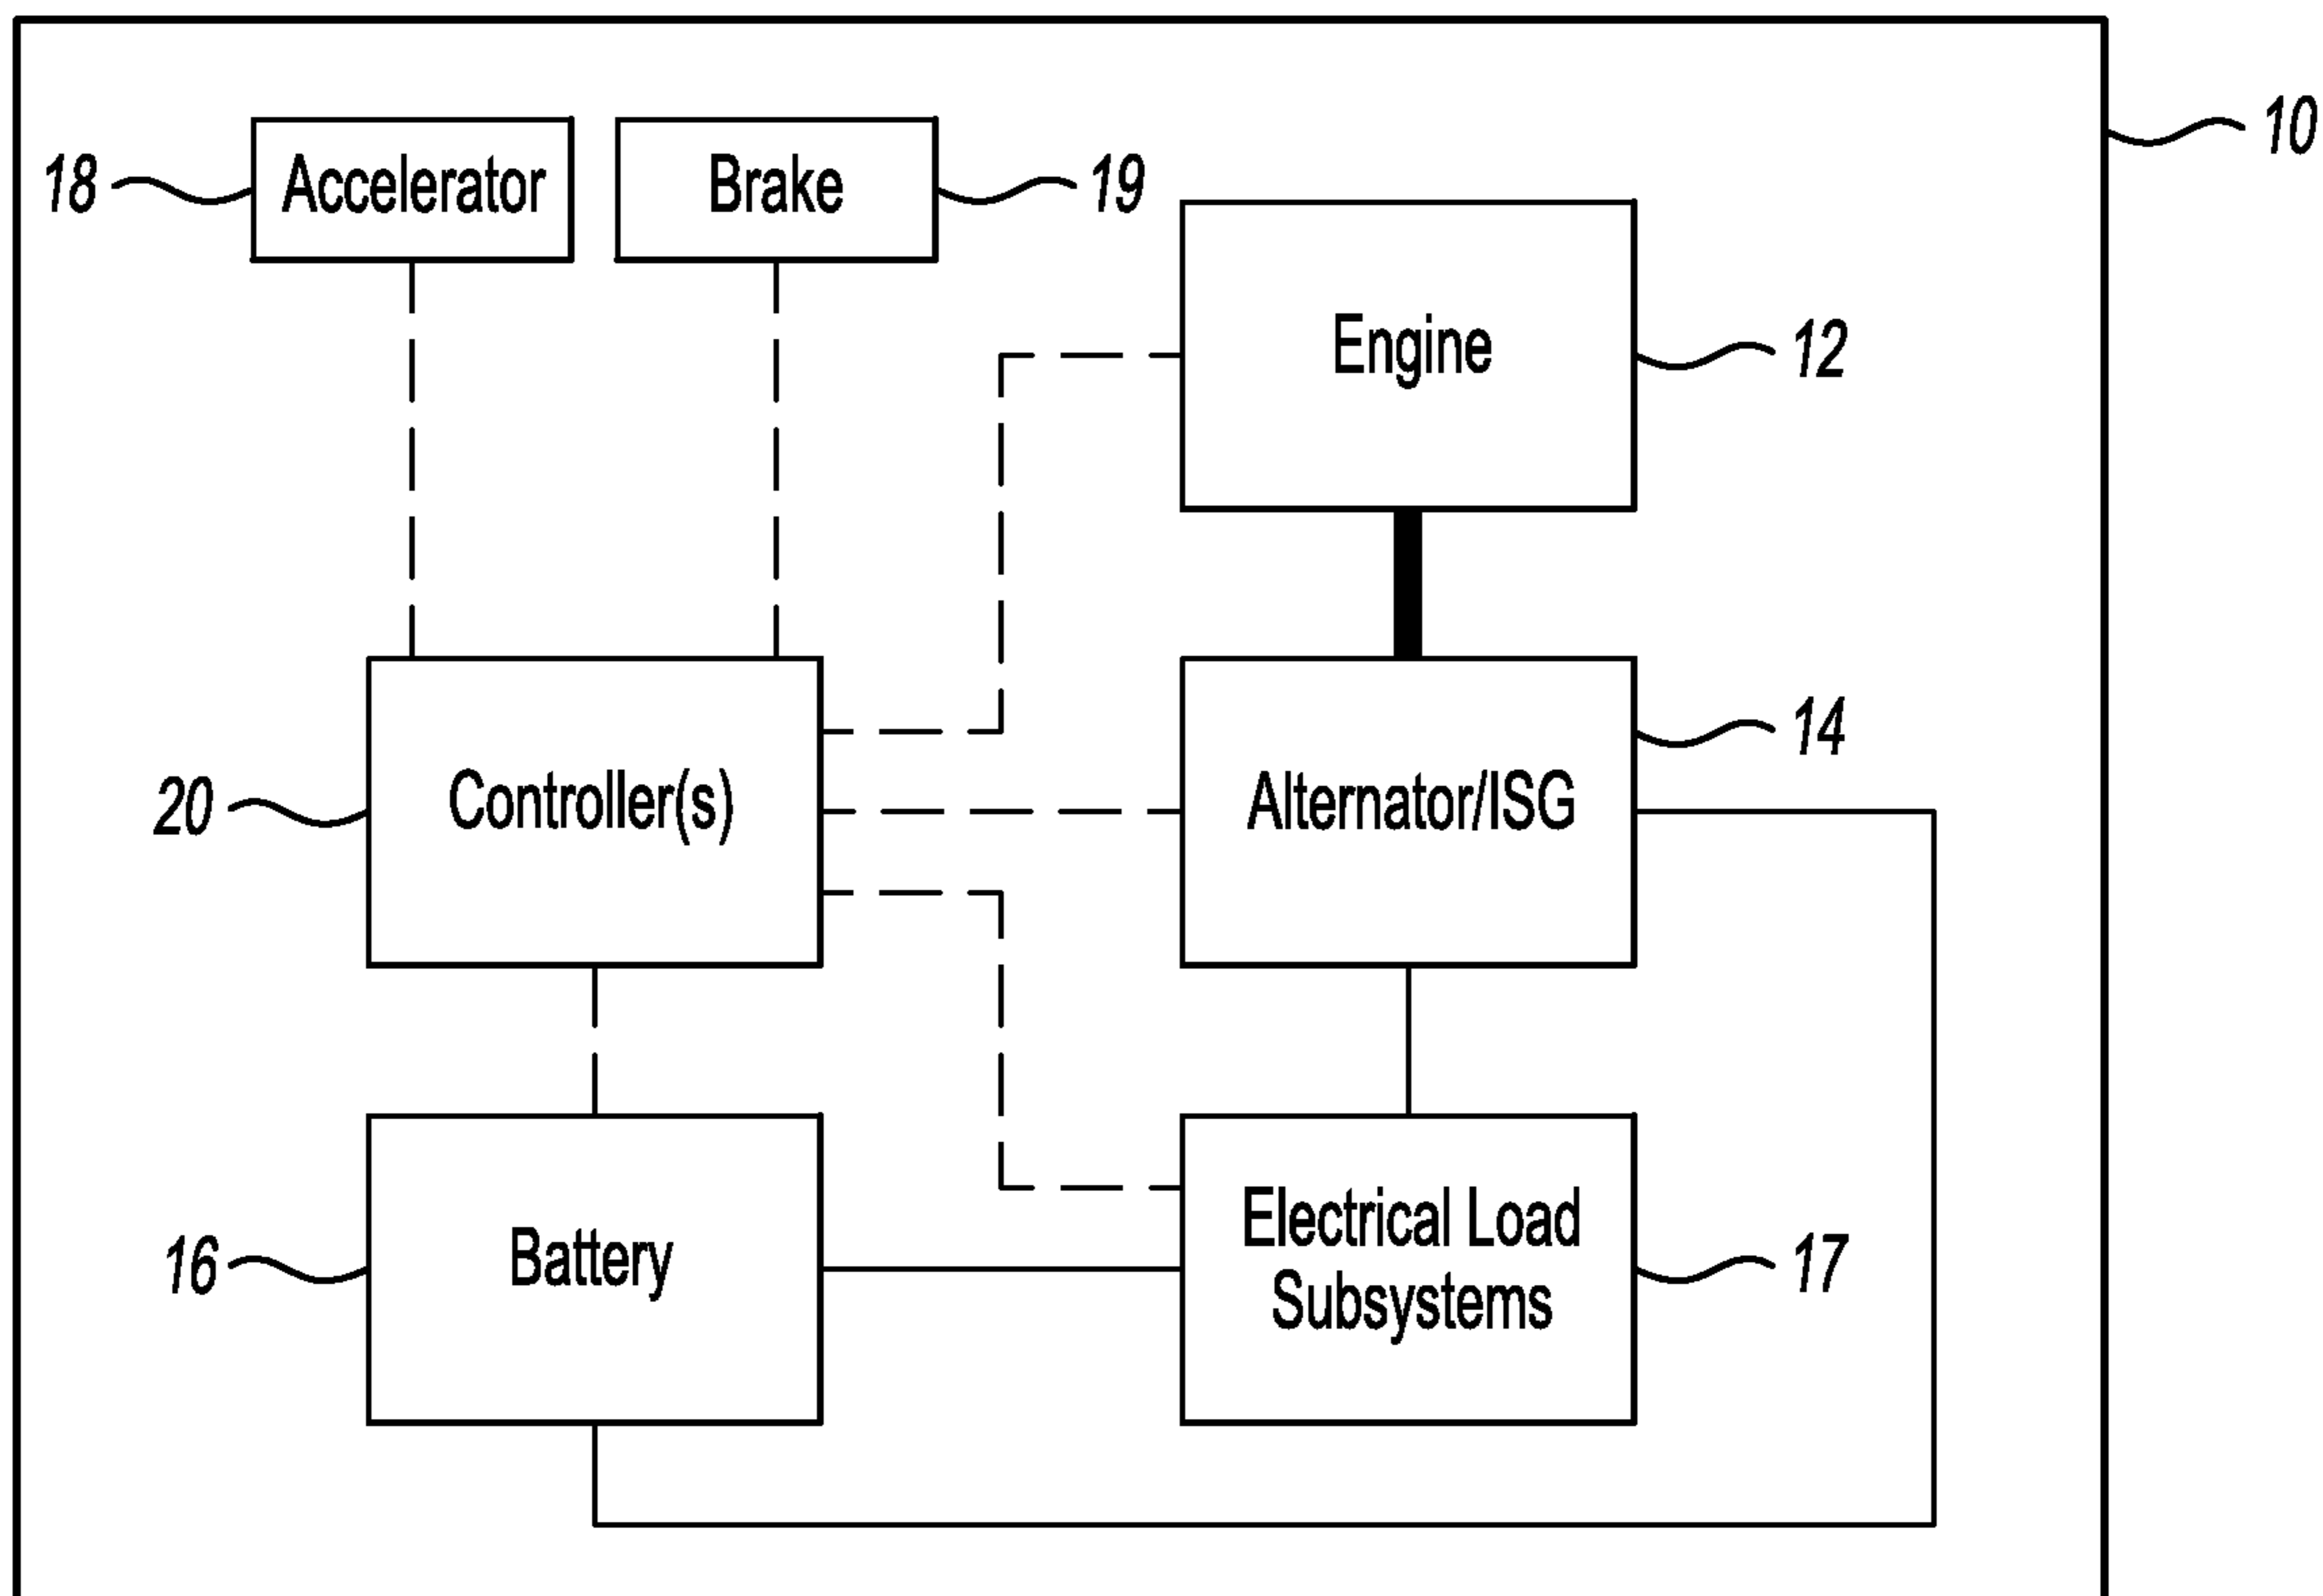 10
18
Accelerator
Brake
19
Engine
12
14
20
Controller(s)
Alternator/ISG
16
Battery
Electrical Load
Subsystems
17